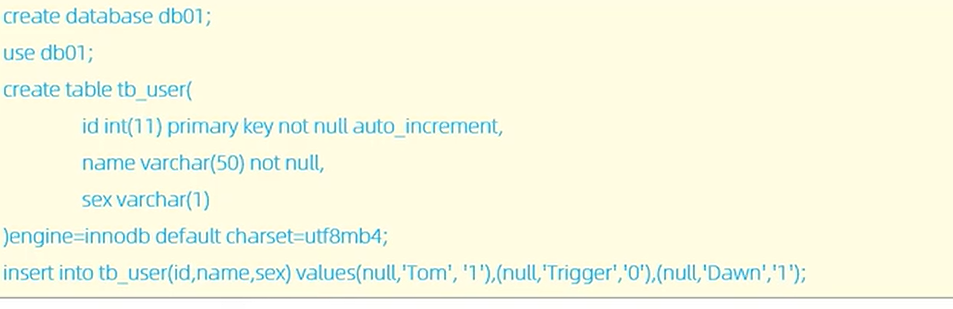 create database db01;
use db01;
create table tb_user(
id int(11) primary key not null auto_increment,
name varchar(50) not null,
sex varchar(1)
)engine=innodb default charset=utf8mb4;
insert into tb_user(id,name,sex) values(null,'Tom', '1'),(null,'Trigger','0'),(null,'Dawn','1');